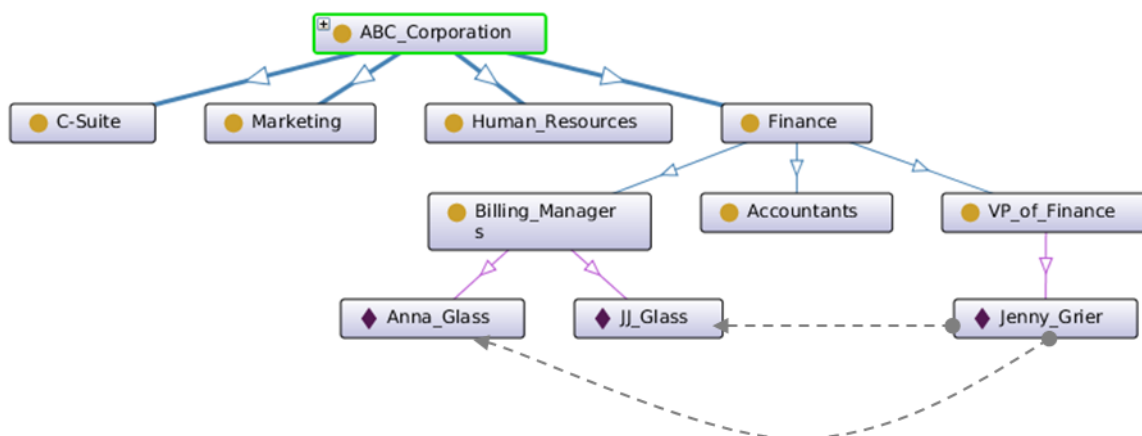 ABC_Corporation
C-Suite
Marketing
Human_Resources
Finance
Billing_Manager
s
Accountants
VP_of_Finance
Anna_Glass
JJ_Glass
Jenny_Grier